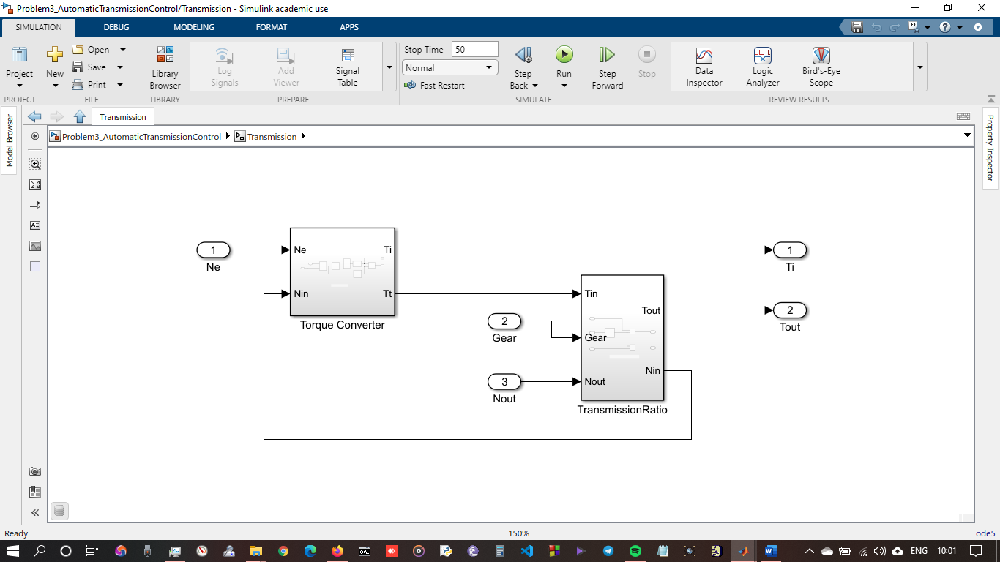 Problem3_AutomaticTransmissionControl/Transmission - Simulink academic use
SIMULATION DEBUG MODELING FORMAT APPS
Project
New
Open
Save
Print
Library
Browser
Log
Signals
Add
Viewer
Signal
Table
Stop Time 50
Normal
Fast Restart
Step
Back
Run
Step
Forward
Stop
Data
Inspector
Logic
Analyzer
Bird's-Eye
Scope
PROJECT FILE LIBRARY PREPARE SIMULATE REVIEW RESULTS
Model Browser
Transmission
Property Inspector
Problem3_AutomaticTransmissionControl Transmission
1
Ne
Ne Ti
Nin Tt
Torque Converter
1
Ti
2
Gear
3
Nout
Tin
Tout
Gear
Nin
Nout
TransmissionRatio
2
Tout
Ready 150% ode5
ENG 10:01